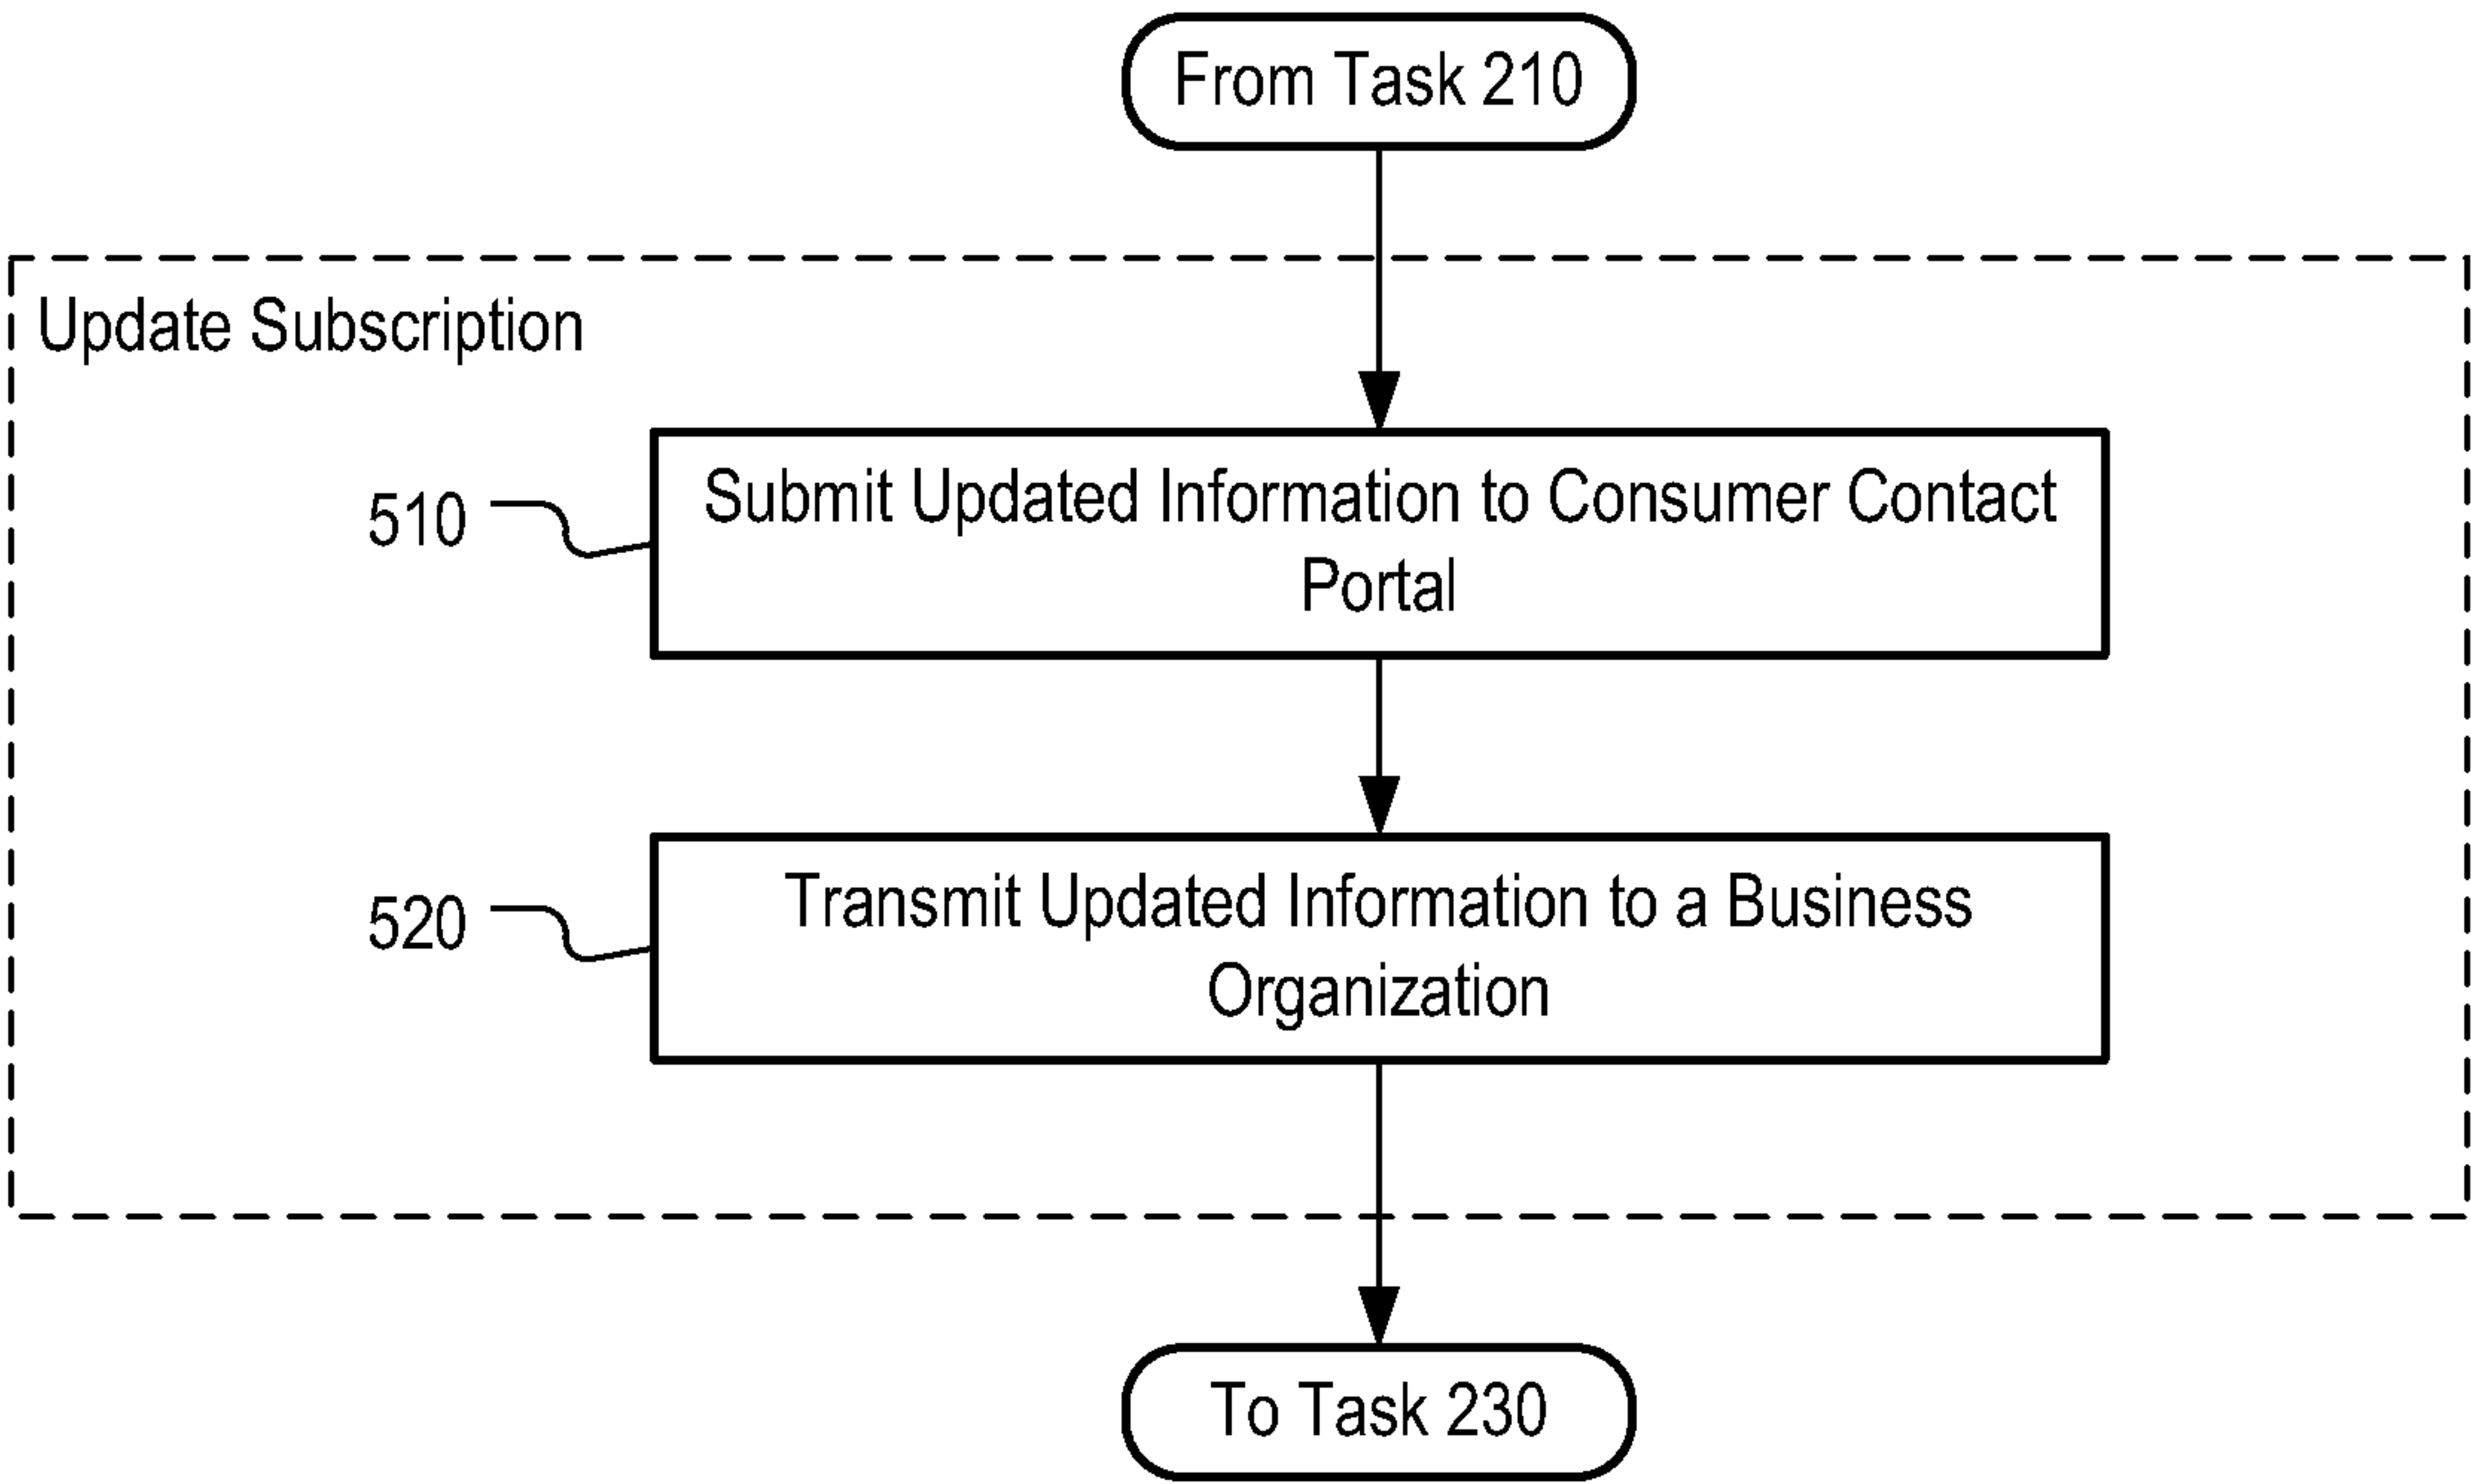 From Task 210
Update Subscription
510
Submit Updated Information to Consumer Contact
Portal
520
Transmit Updated Information to a Business
Organization
To Task 230